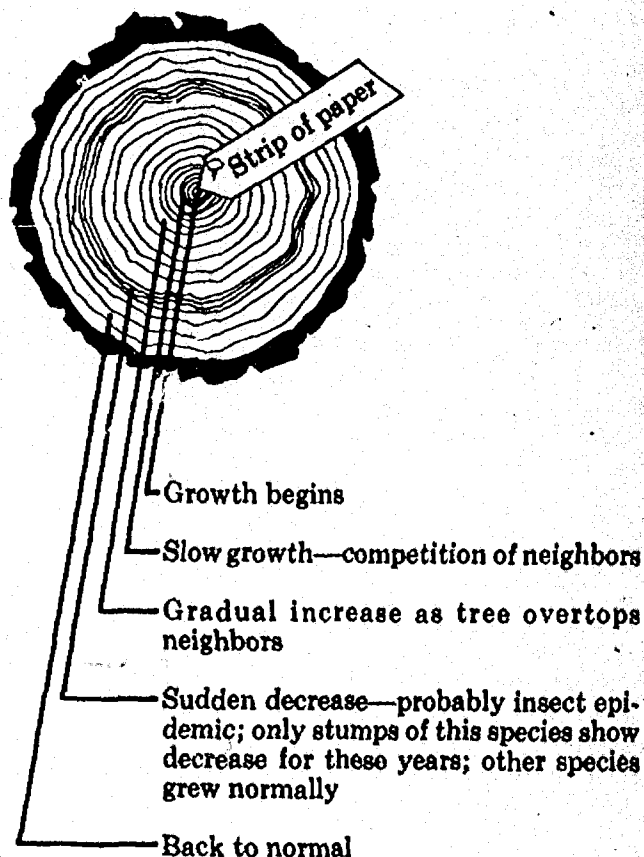 Strip of paper
Growth begins
Slow growth—competition of neighbors
Gradual increase as tree overtops
neighbors
Sudden decrease—probably insect epi-
demic; only stumps of this species show
decrease for these years; other species
grew normally
Back to normal